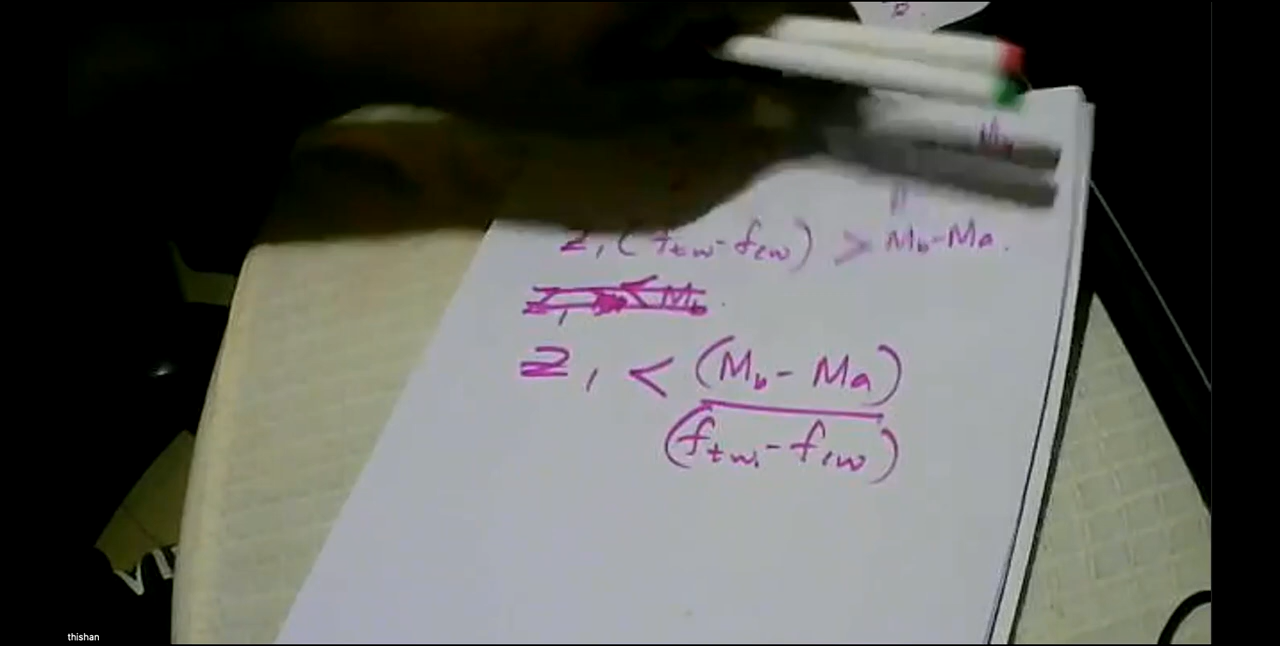 Z₁(ftw-fcw) > Mb-Ma.
Z₁ < (Mb - Ma)
(ftw. - fcw)
thishan